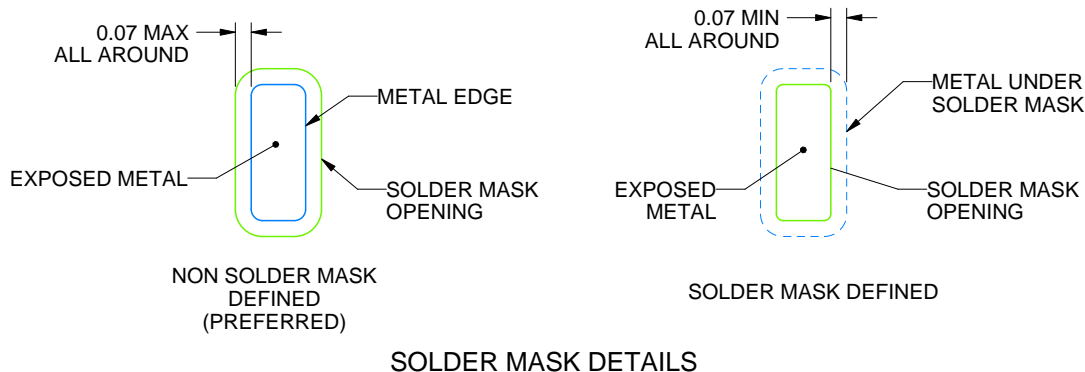 0.07 MAX
ALL AROUND
METAL EDGE
EXPOSED METAL
SOLDER MASK
OPENING
NON SOLDER MASK
DEFINED
(PREFERRED)
0.07 MIN
ALL AROUND
METAL UNDER
SOLDER MASK
EXPOSED
METAL
SOLDER MASK
OPENING
SOLDER MASK DEFINED
SOLDER MASK DETAILS